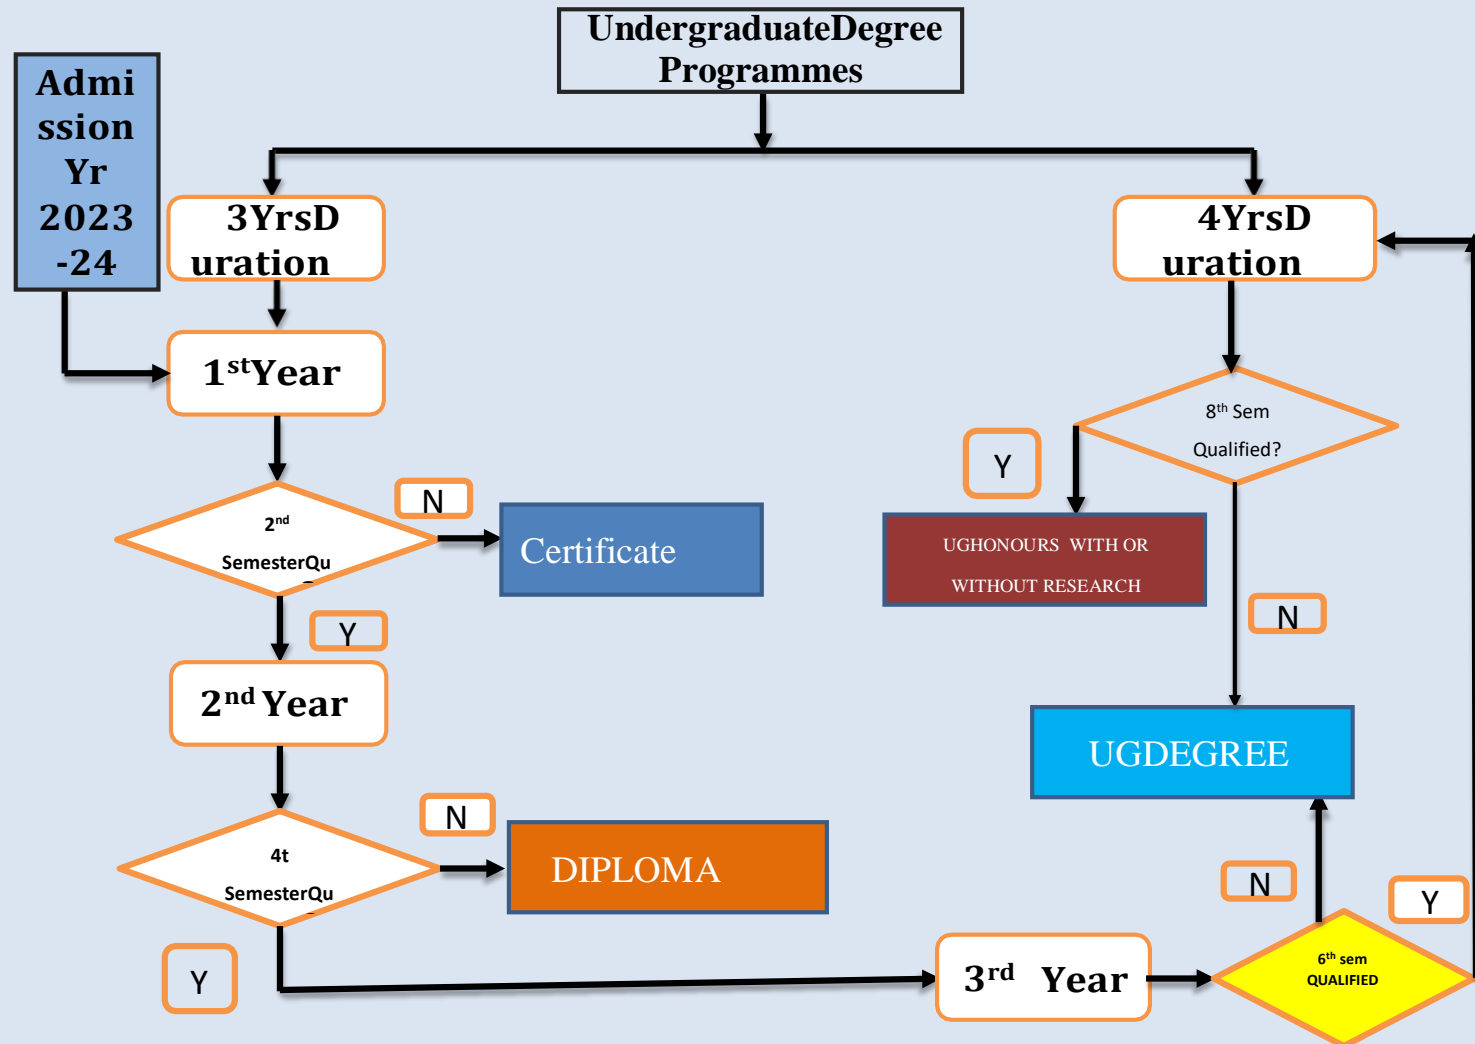 UndergraduateDegree
Programmes
Admi
ssion
Yr
2023
-24
3YrsD
uration
4YrsD
uration
1stYear
8th Sem
Qualified?
Y
N
2nd
SemesterQu
Certificate
UGHONOURS WITH OR
WITHOUT RESEARCH
N
Y
2nd Year
UGDEGREE
N
4t
SemesterQu
DIPLOMA
N
Y
Y
3rd Year
6th sem
QUALIFIED